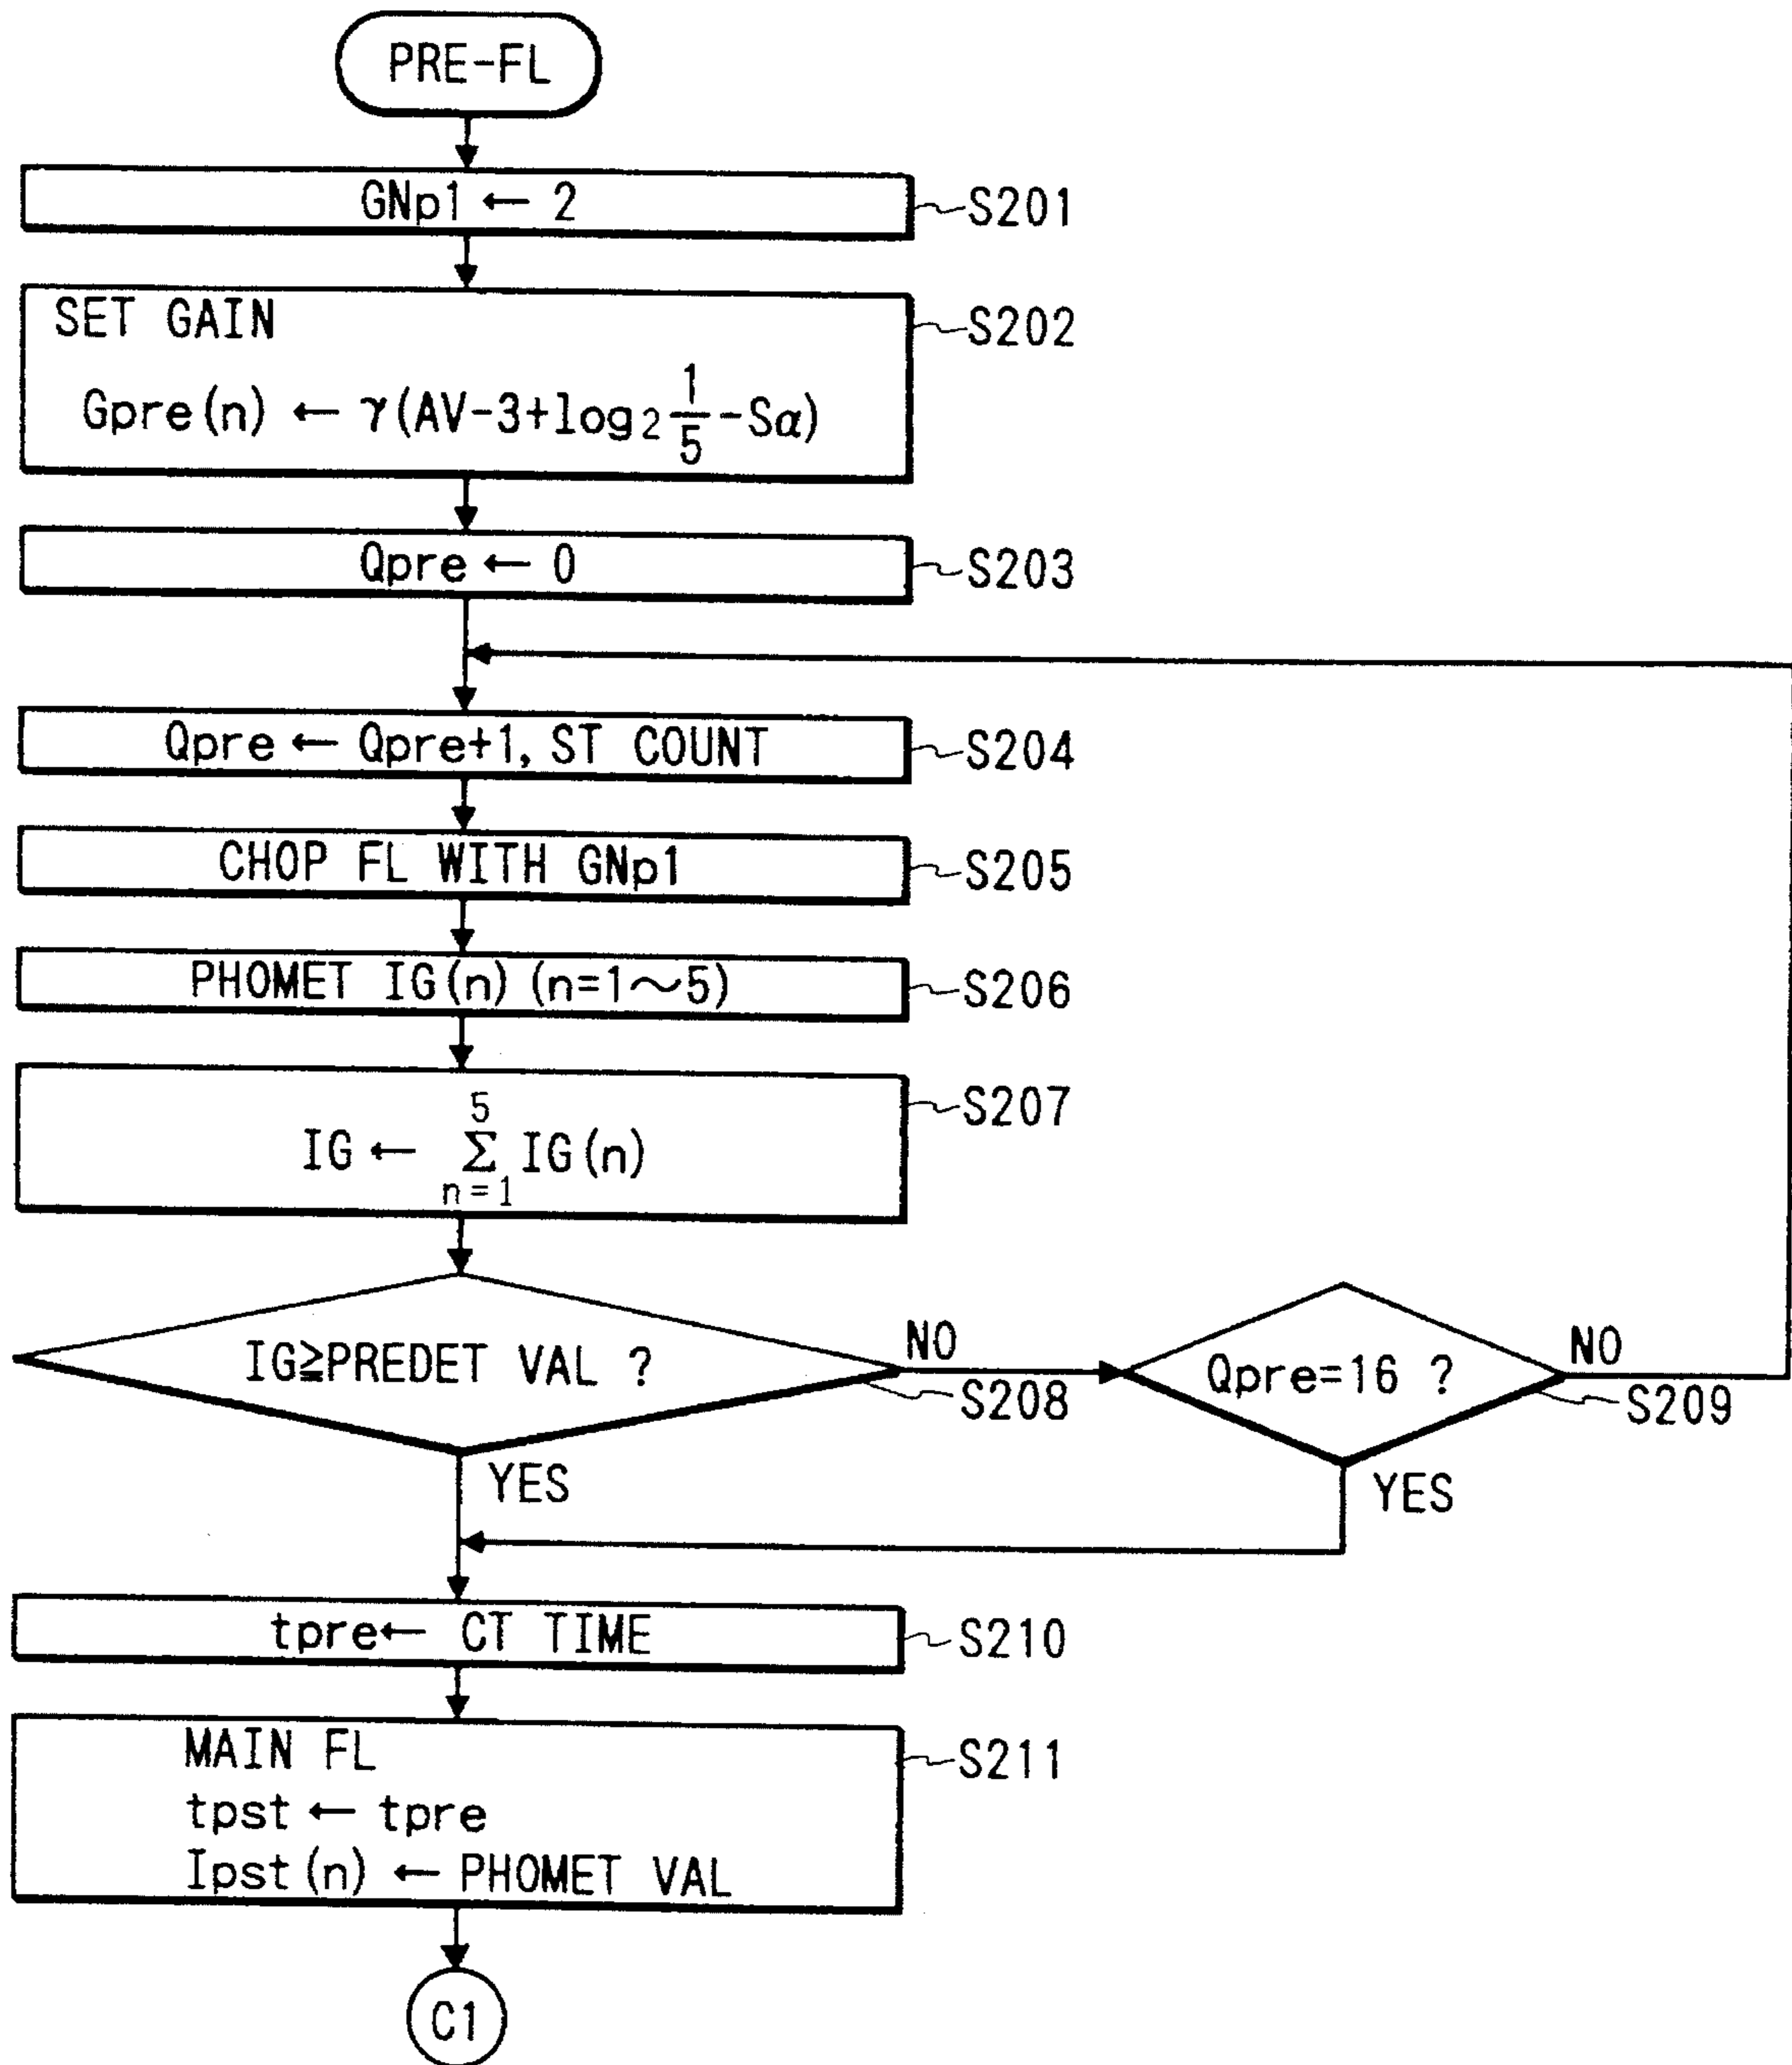 PRE-FL
GNp1 ← 2
S201
SET GAIN
S202
Gpre(n) ← γ(AV-3+log₂ 1/5 -Sα)
Qpre ← 0
S203
Qpre ← Qpre+1, ST COUNT
S204
CHOP FL WITH GNp1
S205
PHOMET IG(n) (n=1~5)
S206
S207
IG ← 5 Σ n=1 IG(n)
IG≧PREDET VAL ?
NO
S208
Qpre=16 ?
NO
S209
YES
YES
tpre← CT TIME
S210
MAIN FL
S211
tpst ← tpre
Ipst(n) ← PHOMET VAL
C1